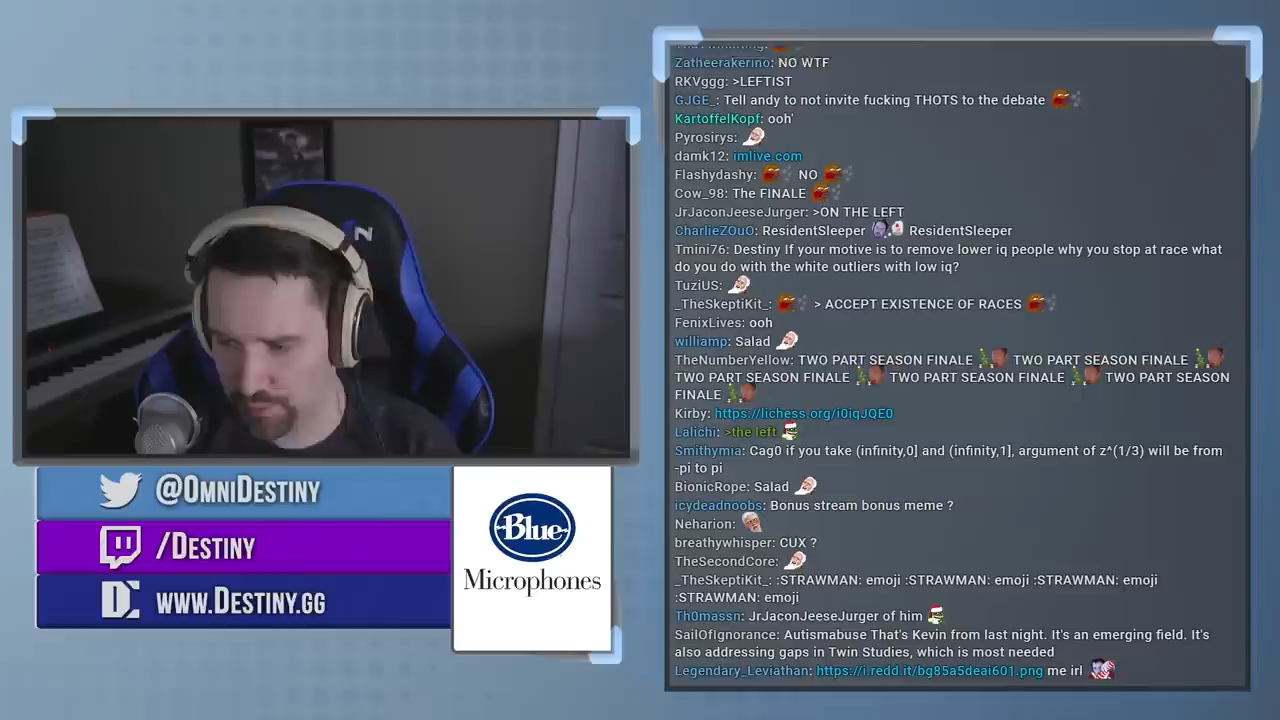 Zatheerakerino: NO WTF
RKVggg: >LEFTIST
GJGE_: Tell andy to not invite fucking THOTS to the debate
KartoffelKopf: ooh'
Pyrosirys:
damk12: imlive.com
Flashydashy: NO
Cow_98: The FINALE
JrJaconJeeseJurger: >ON THE LEFT
CharlieZOuO: ResidentSleeper ResidentSleeper
Tmini76: Destiny If your motive is to remove lower iq people why you stop at race what
do you do with the white outliers with low iq?
TuziUS:
_TheSkeptiKit_: > ACCEPT EXISTENCE OF RACES
FenixLives: ooh
williamp: Salad
TheNumberYellow: TWO PART SEASON FINALE TWO PART SEASON FINALE
TWO PART SEASON FINALE TWO PART SEASON FINALE TWO PART SEASON
FINALE
Kirby: https://lichess.org/i0iqJQE0
Lalichi: >the left
Smithymia: Cag0 if you take (infinity,0] and (infinity,1], argument of z^(1/3) will be from
-pi to pi
BionicRope: Salad
icydeadnoobs: Bonus stream bonus meme ?
Neharion:
breathywhisper: CUX ?
TheSecondCore:
_TheSkeptiKit_: :STRAWMAN: emoji :STRAWMAN: emoji :STRAWMAN: emoji
:STRAWMAN: emoji
Th0massn: JrJaconJeeseJurger of him
SailOfIgnorance: Autismabuse That's Kevin from last night. It's an emerging field. It's
also addressing gaps in Twin Studies, which is most needed
Legendary_Leviathan: https://i.redd.it/bg85a5deai601.png me irl
@OmniDestiny
/Destiny
www.Destiny.gg
Blue
Microphones